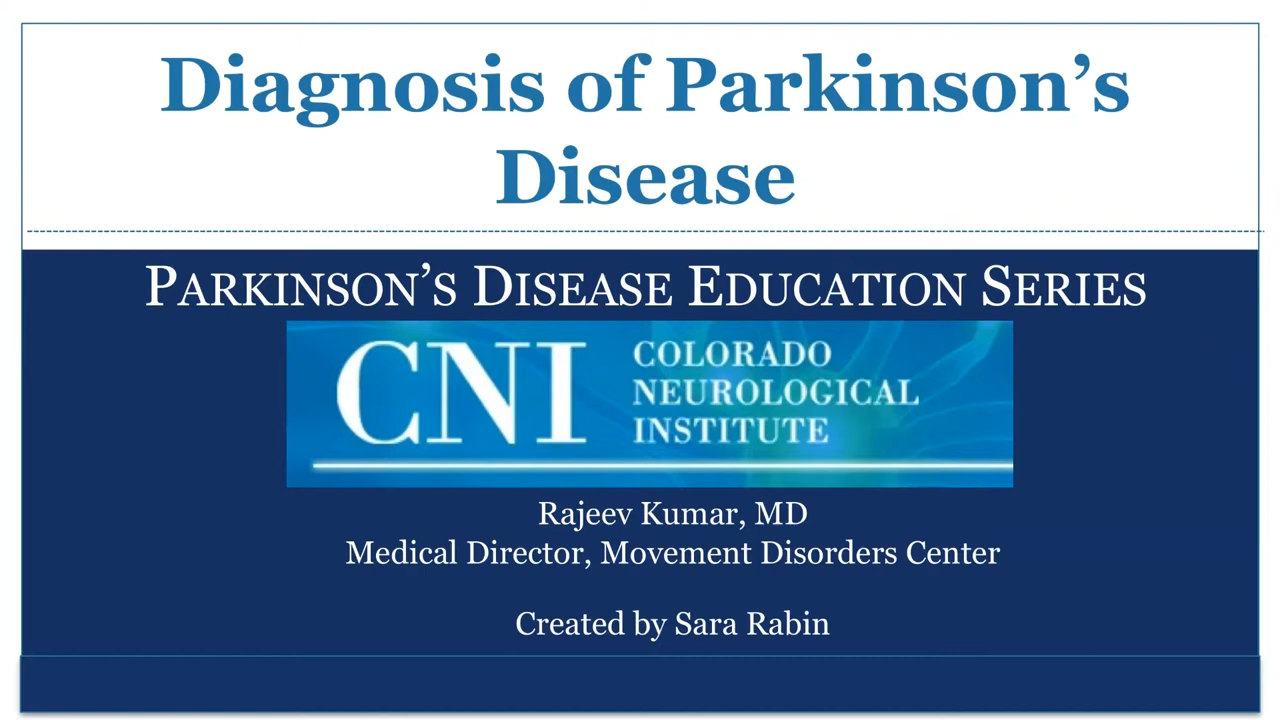 Diagnosis of Parkinson’s
Disease
PARKINSON’S DISEASE EDUCATION SERIES
CNI
COLORADO
NEUROLOGICAL
INSTITUTE
Rajeev Kumar, MD
Medical Director, Movement Disorders Center
Created by Sara Rabin